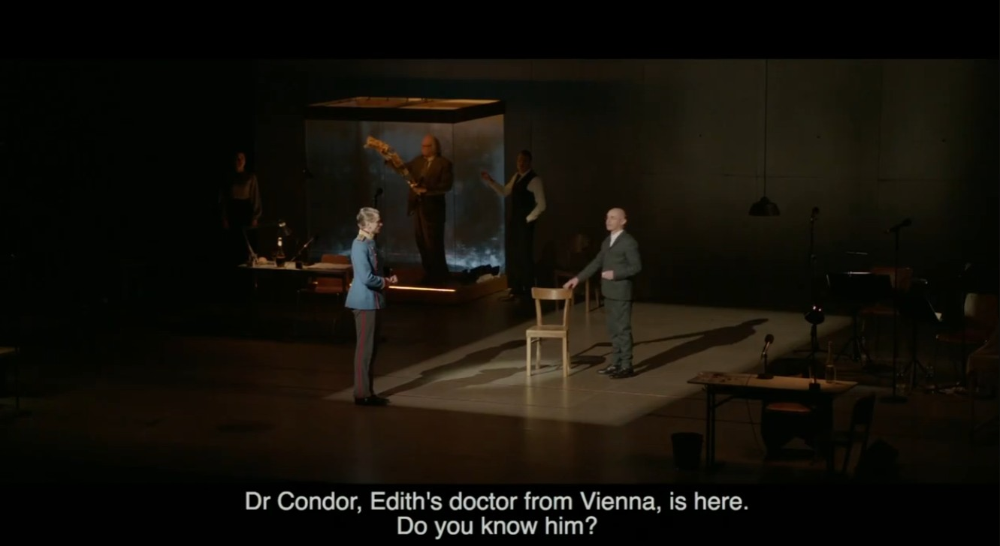 Dr Condor, Edith's doctor from Vienna, is here.
Do you know him?